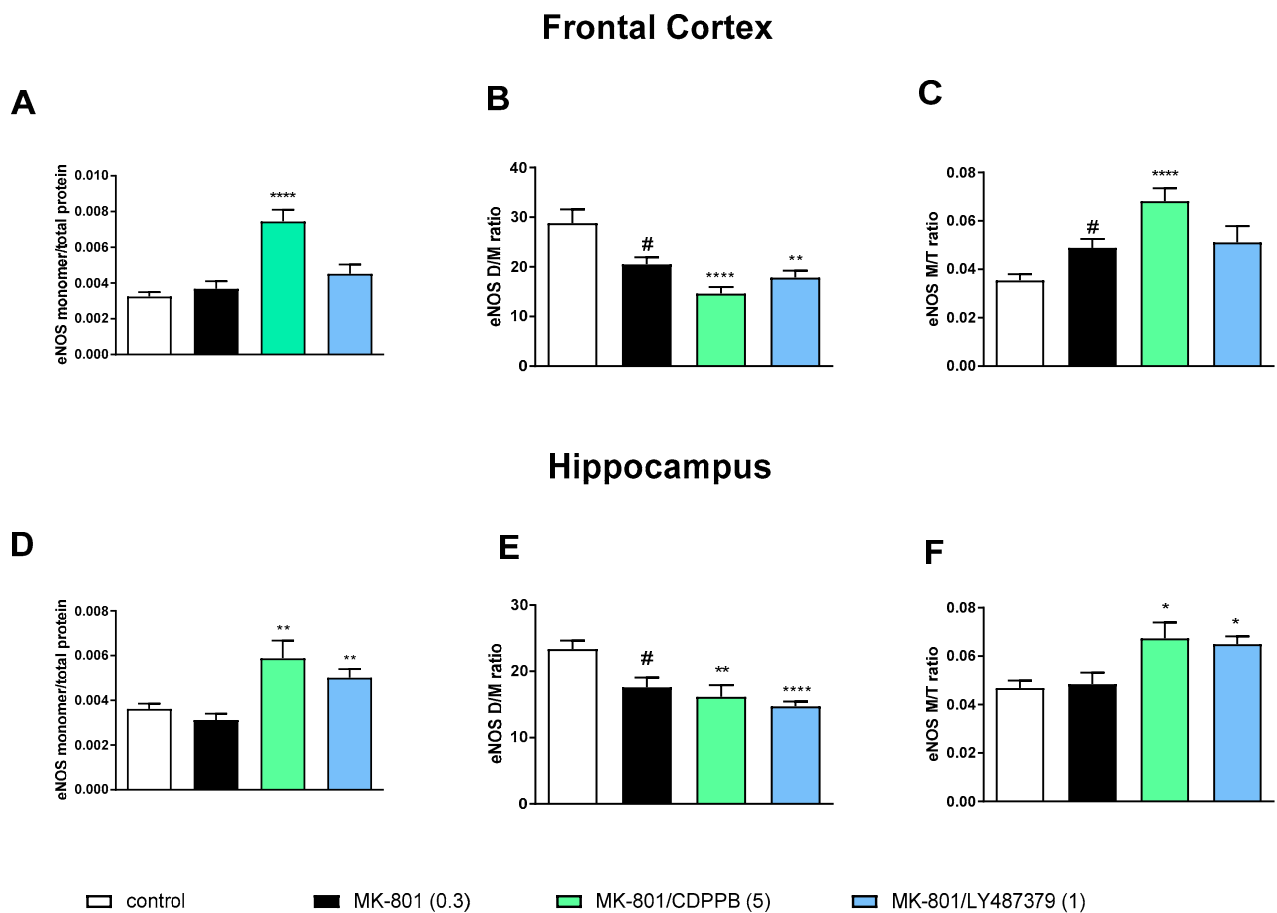 Frontal Cortex
A
eNOS monomer/total protein
0.010
0.008
0.006
0.004
0.002
0.000
****
B
eNOS D/M ratio
40
30
20
10
0
#
****
**
C
eNOS M/T ratio
0.08
0.06
0.04
0.02
0.00
#
****
Hippocampus
D
eNOS monomer/total protein
0.008
0.006
0.004
0.002
0.000
**
**
E
eNOS D/M ratio
30
20
10
0
#
**
****
F
eNOS M/T ratio
0.08
0.06
0.04
0.02
0.00
*
*
control
MK-801 (0.3)
MK-801/CDPPB (5)
MK-801/LY487379 (1)